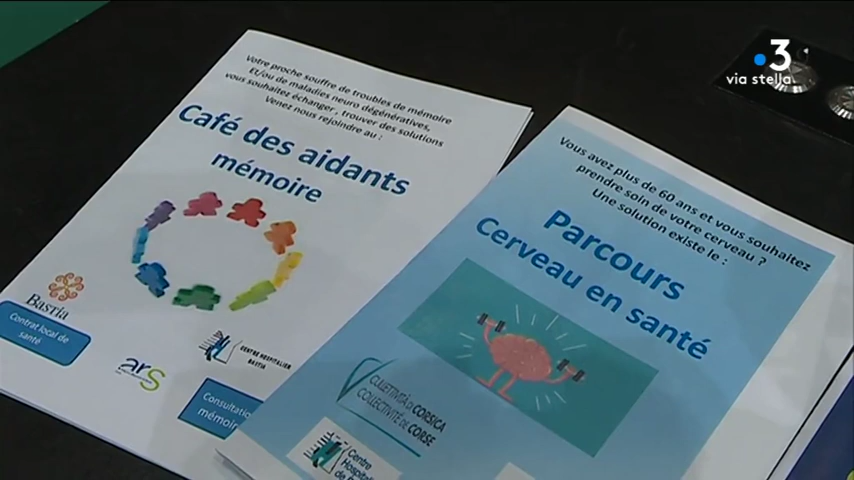 3
via stella
Votre proche souffre de troubles de mémoire
Et/ou de maladies neuro dégénératives,
vous souhaitez échanger , trouver des solutions
Venez nous rejoindre au :
Café des aidants
mémoire
Bastia
Contrat local de
santé
ars
CENTRE HOSPITALIER
BASTIA
Consultation
mémoire
Vous avez plus de 60 ans et vous souhaitez
prendre soin de votre cerveau ?
Une solution existe le :
Parcours
Cerveau en santé
CULLETTIVITÀ DI CORSICA
COLLECTIVITÉ DE CORSE
Centre
Hospitalier